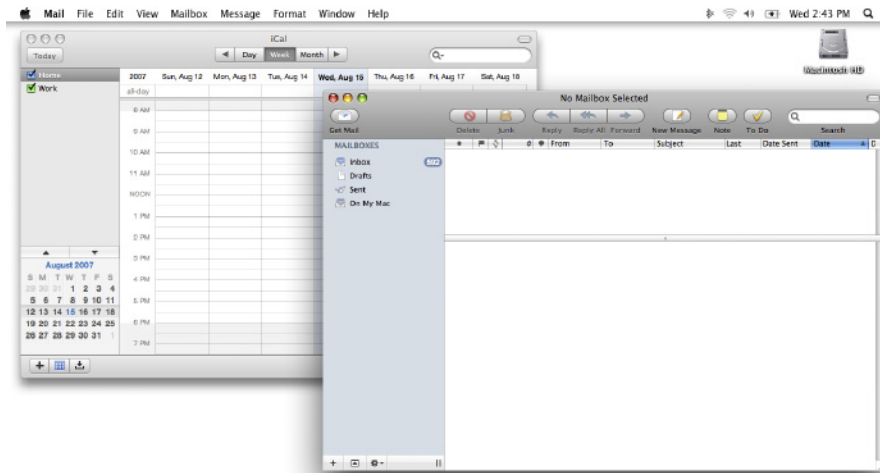 Mail File Edit View Mailbox Message Format Window Help Wed 2:43 PM
iCal
Today Day Week Month
Macintosh HD
Home
Work
2007 Sun, Aug 12 Mon, Aug 13 Tue, Aug 14 Wed, Aug 15 Thu, Aug 16 Fri, Aug 17 Sat, Aug 18
all-day
8 AM
9 AM
10 AM
11 AM
NOON
1 PM
2 PM
3 PM
4 PM
5 PM
6 PM
7 PM
August 2007
S M T W T F S
29 30 31 1 2 3 4
5 6 7 8 9 10 11
12 13 14 15 16 17 18
19 20 21 22 23 24 25
26 27 28 29 30 31 1
No Mailbox Selected
Get Mail Delete Junk Reply Reply All Forward New Message Note To Do Search
MAILBOXES
Inbox
Drafts
Sent
On My Mac
From To Subject Last Date Sent Date